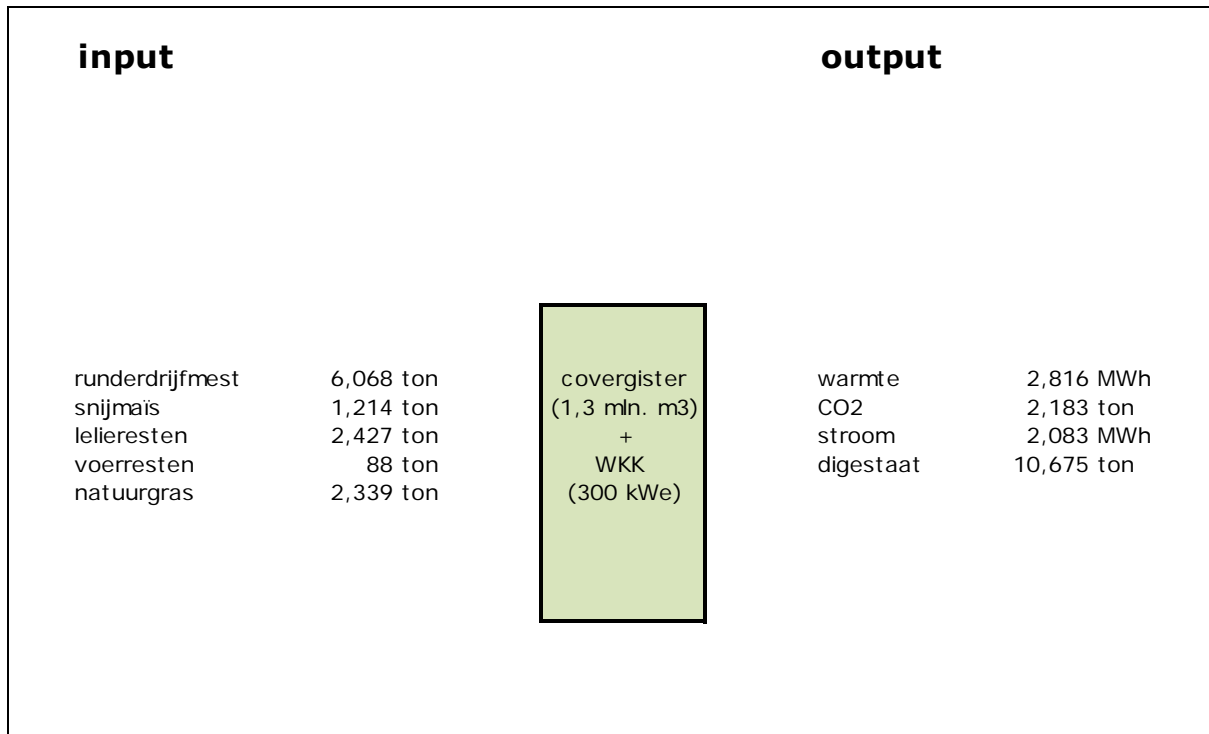 input output
runderdrijfmest 6,068 ton covergister warmte 2,816 MWh
snijmaïs 1,214 ton (1,3 mln. m3) CO2 2,183 ton
lelieresten 2,427 ton + stroom 2,083 MWh
voerresten 88 ton WKK digestaat 10,675 ton
natuurgras 2,339 ton (300 kWe)